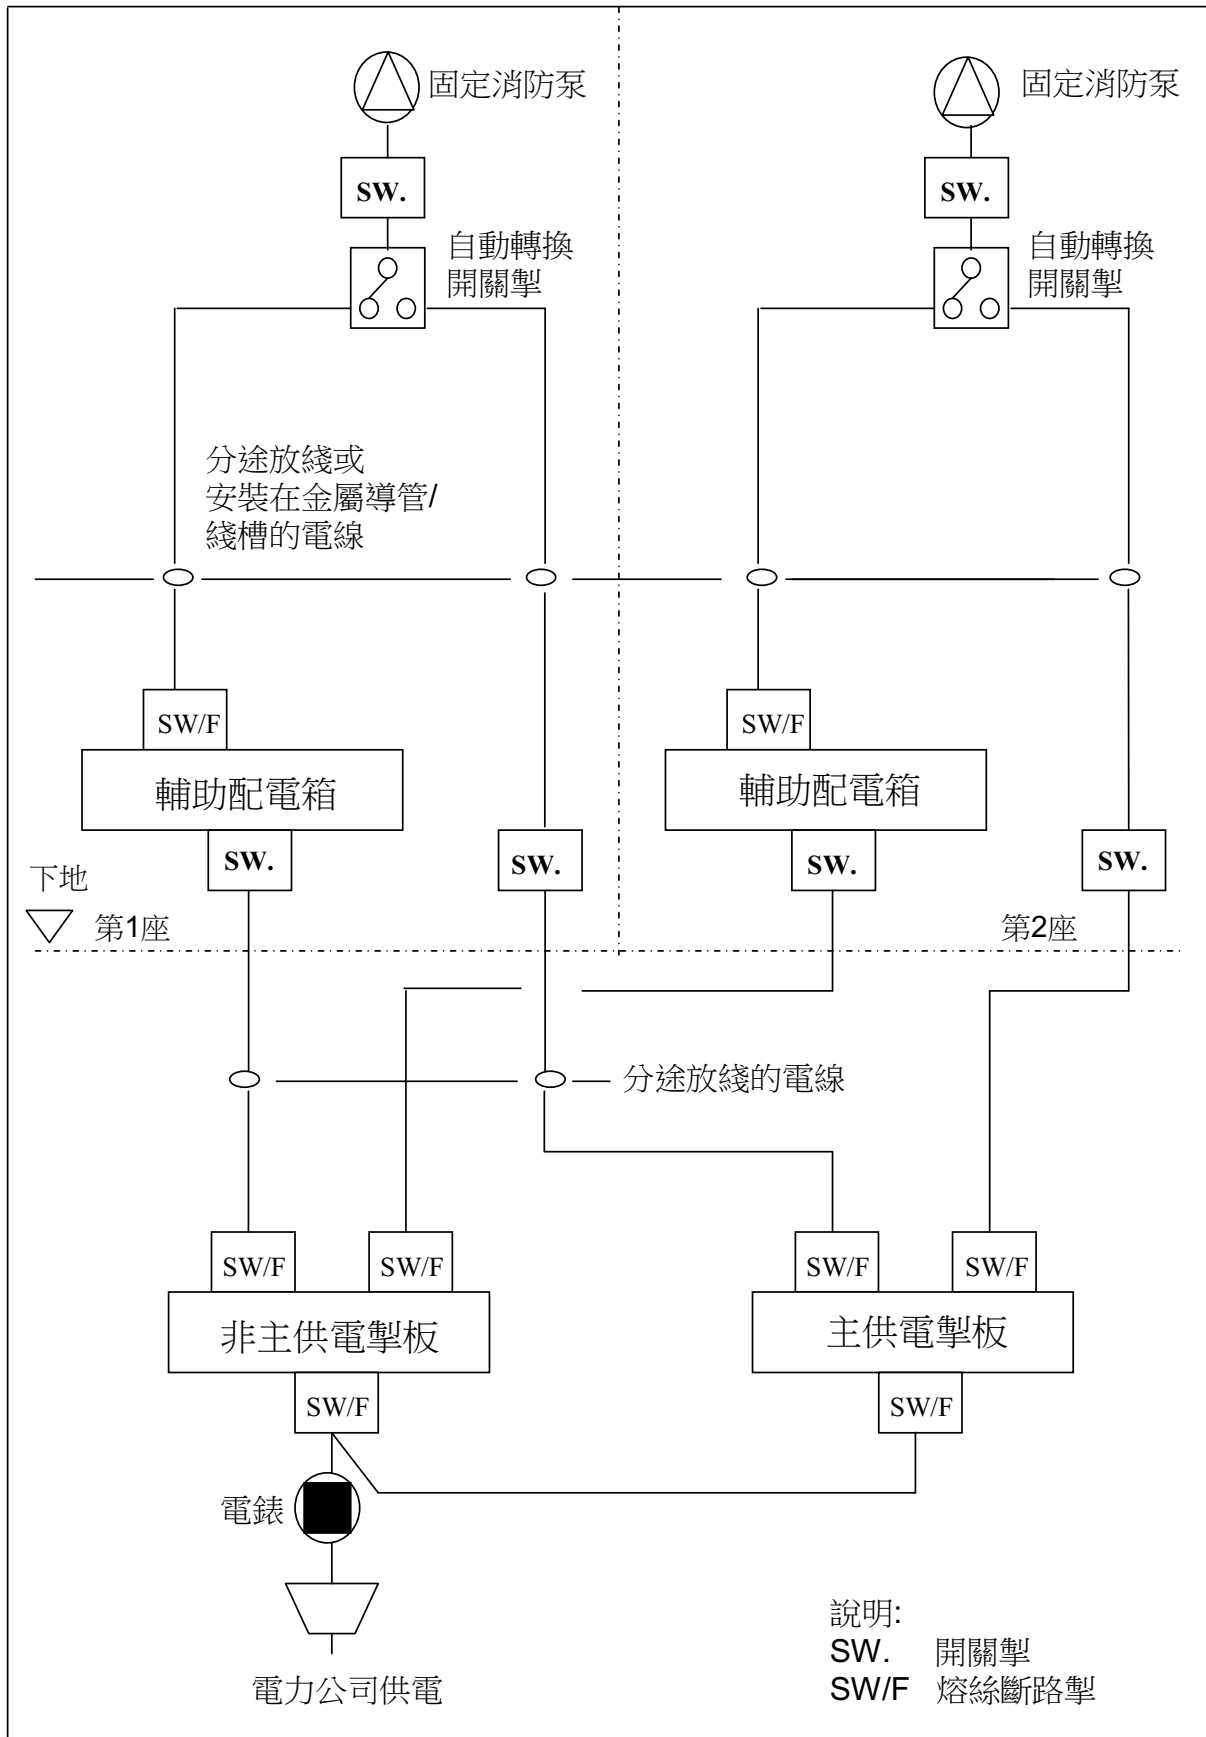 固定消防泵
固定消防泵
SW.
SW.
自動轉換
開關掣
自動轉換
開關掣
分途放綫或
安裝在金屬導管/
綫槽的電線
SW/F
SW/F
輔助配電箱
輔助配電箱
SW.
SW.
SW.
SW.
下地
第1座
第2座
分途放綫的電線
SW/F
SW/F
SW/F
SW/F
非主供電掣板
主供電掣板
SW/F
SW/F
電錶
電力公司供電
說明:
SW. 開關掣
SW/F 熔絲斷路掣